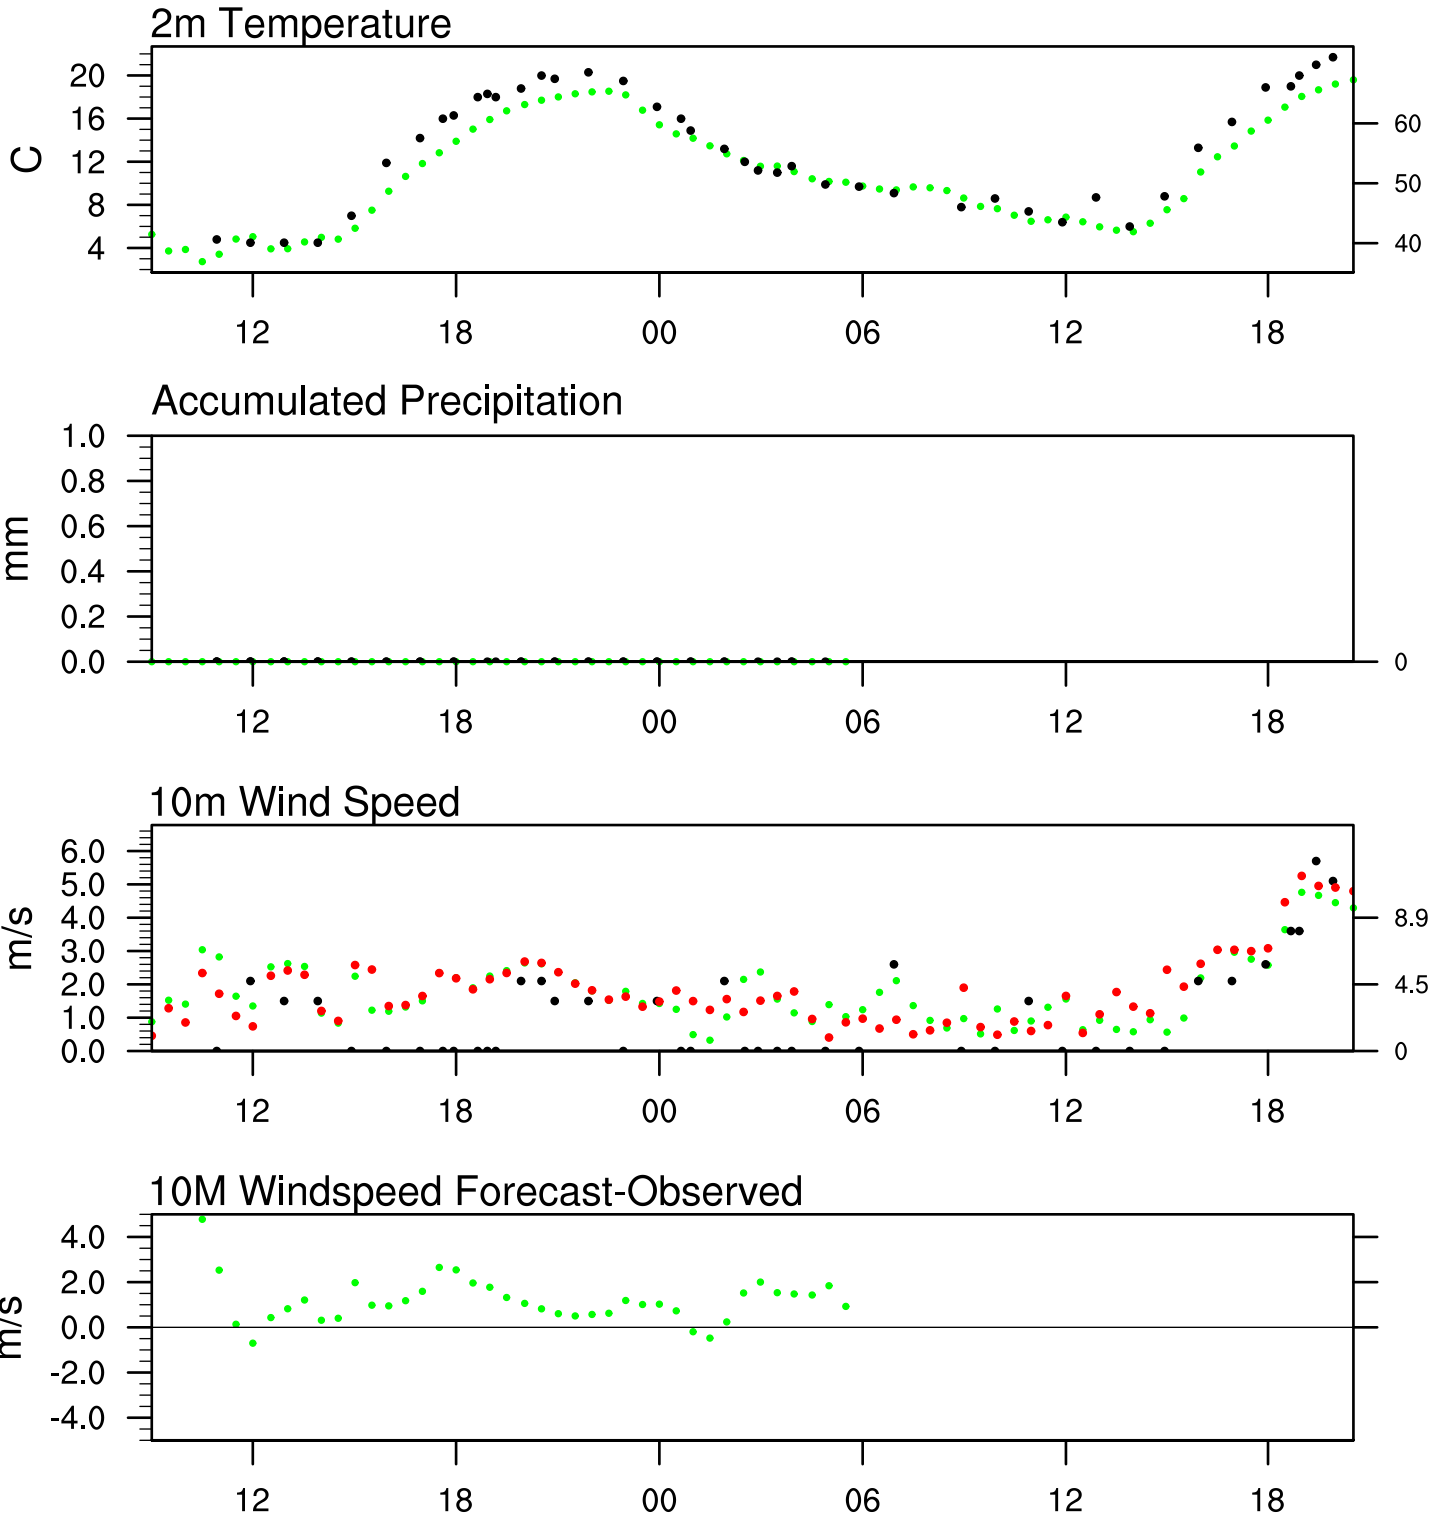 2m Temperature
20
16
12
8
4
C
60
50
40
12 18 00 06 12 18
Accumulated Precipitation
1.0
0.8
0.6
0.4
0.2
0.0
mm
0
12 18 00 06 12 18
10m Wind Speed
6.0
5.0
4.0
3.0
2.0
1.0
0.0
m/s
8.9
4.5
0
12 18 00 06 12 18
10M Windspeed Forecast-Observed
4.0
2.0
0.0
-2.0
-4.0
m/s
12 18 00 06 12 18